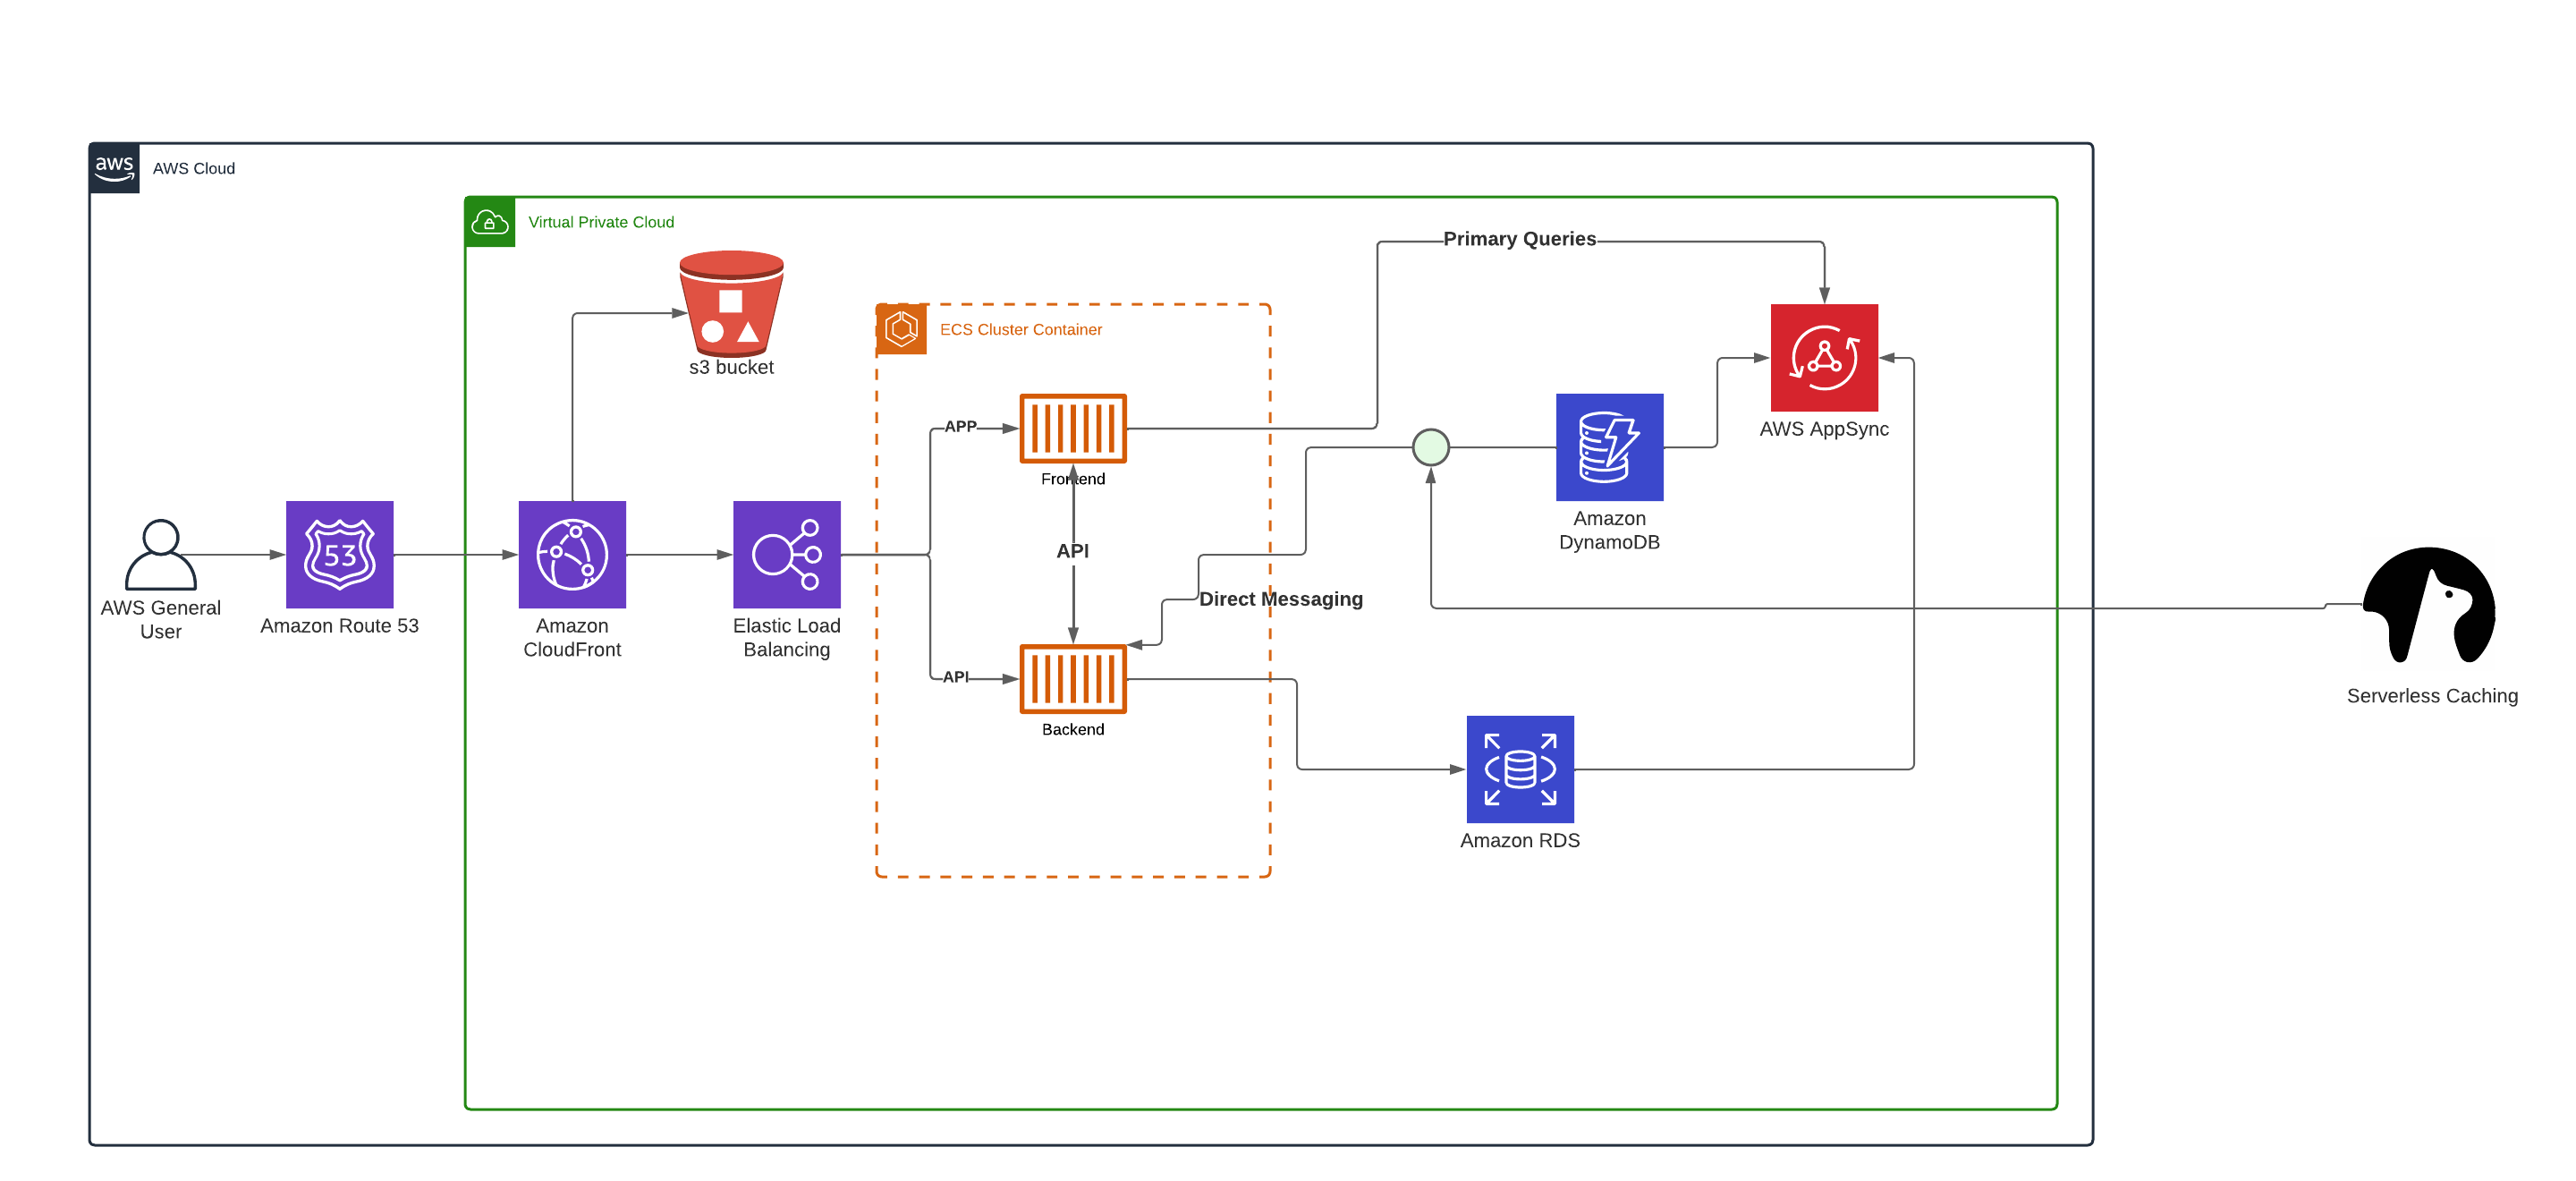 aws
AWS Cloud
Virtual Private Cloud
s3 bucket
Primary Queries
ECS Cluster Container
APP
Frontend
AWS AppSync
53
API
Amazon
DynamoDB
AWS General
User
Amazon Route 53
Amazon
CloudFront
Elastic Load
Balancing
Direct Messaging
API
Backend
Serverless Caching
Amazon RDS